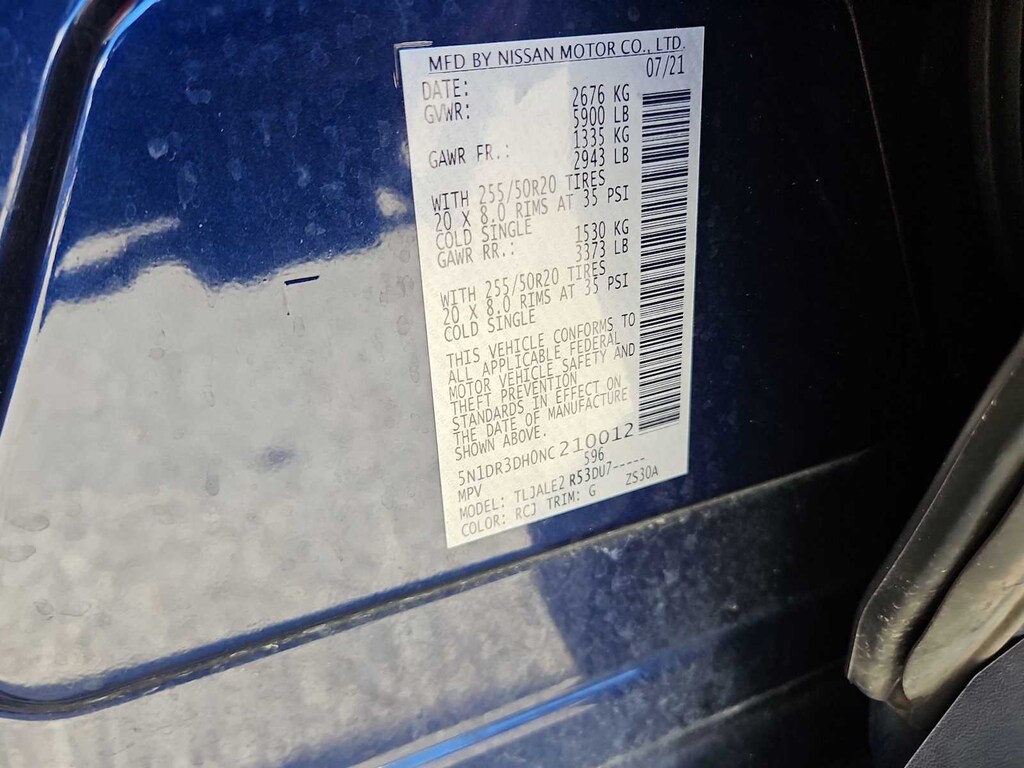 MFD BY NISSAN MOTOR CO., LTD.
DATE: 07/21
GVWR: 2676 KG
5900 LB
GAWR FR.: 1335 KG
2943 LB
WITH 255/50R20 TIRES
20 X 8.0 RIMS AT 35 PSI
COLD SINGLE
GAWR RR.: 1530 KG
3373 LB
WITH 255/50R20 TIRES
20 X 8.0 RIMS AT 35 PSI
COLD SINGLE
THIS VEHICLE CONFORMS TO
ALL APPLICABLE FEDERAL
MOTOR VEHICLE SAFETY AND
THEFT PREVENTION
STANDARDS IN EFFECT ON
THE DATE OF MANUFACTURE
SHOWN ABOVE.
5N1DR3DH0NC210012
MPV 596
MODEL: TLJALE2 R53DU7-----
COLOR: RCJ TRIM: G ZS30A